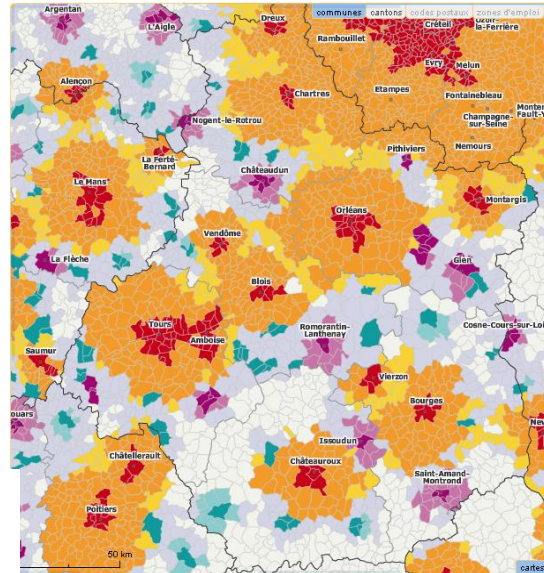 communes cantons codes postaux zones d'emploi
Argentan
L'Aigle
Dreux
Créteil
Ozoir-
la-Ferrière
Rambouillet
Evry
Melun
Alençon
Etampes
Chartres
Fontainebleau
Champagne-
sur-Seine
Nogent-le-Rotrou
Nemours
La Ferté-
Bernard
Pithiviers
Châteaudun
Le Mans
Orléans
Montargis
Vendôme
La Flèche
Gien
Blois
Tours
Amboise
Romorantin-
Lanthenay
Cosne-Cours-sur-Loi
Saumur
Vierzon
Bourges
ouars
Issoudun
Nev
Châtellerault
Châteauroux
Saint-Amand-
Montrond
Poitiers
50 km
cartes